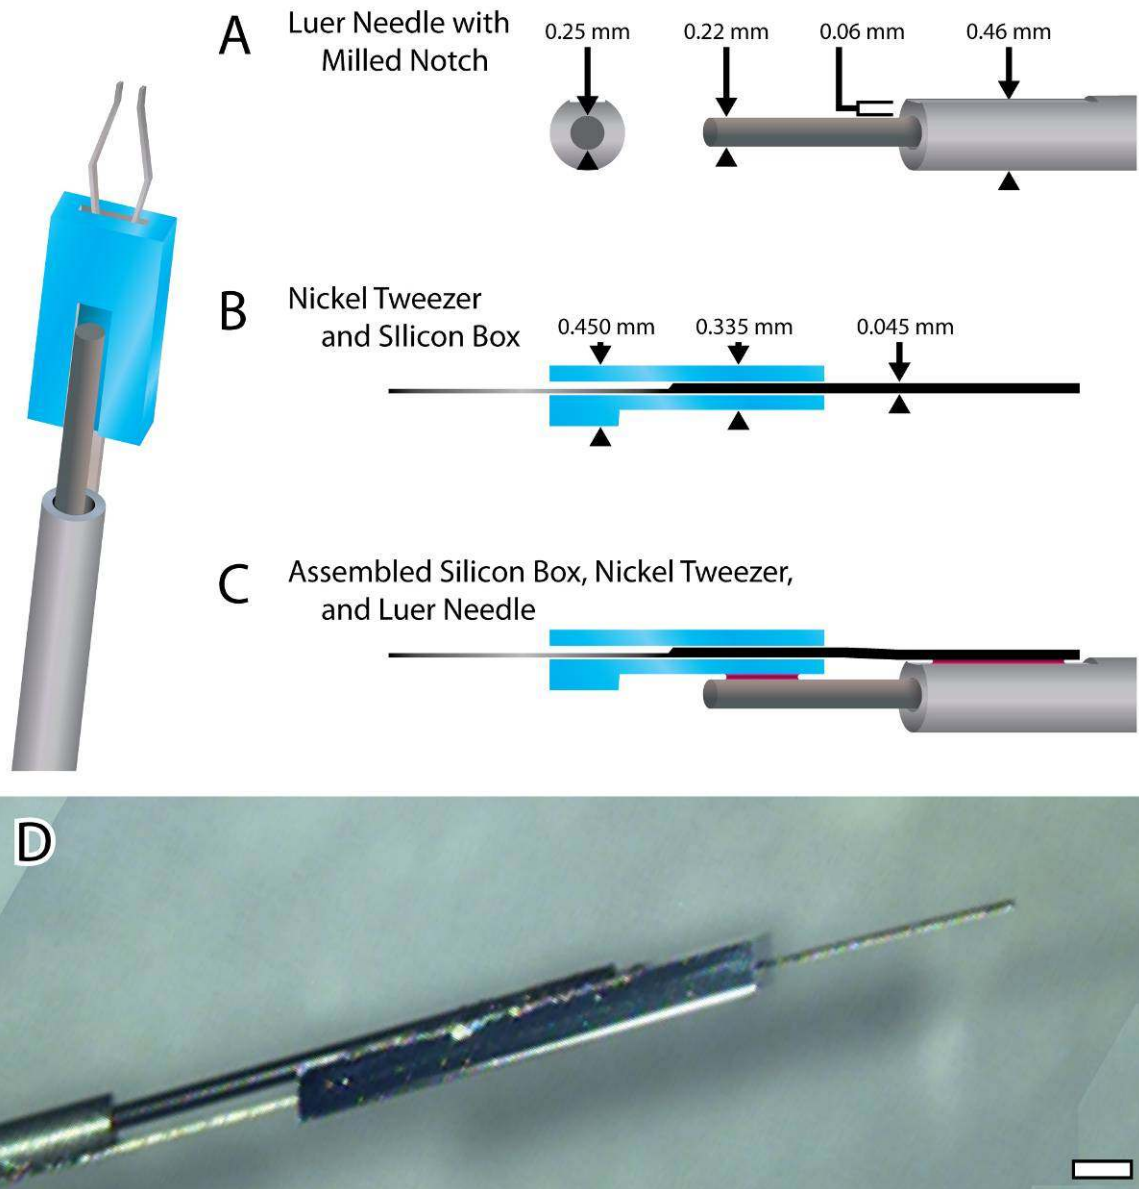 A
Luer Needle with
Milled Notch
0.25 mm
0.22 mm
0.06 mm
0.46 mm
B
Nickel Tweezer
and SIlicon Box
0.450 mm
0.335 mm
0.045 mm
C
Assembled Silicon Box, Nickel Tweezer,
and Luer Needle
D